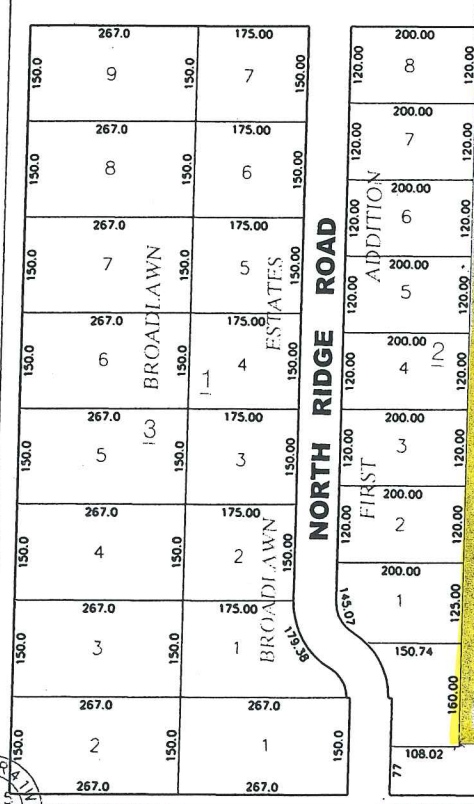 267.0 175.00 200.00
150.0 9 150.0 7 150.00 120.00 8 120.00
267.0 175.00 200.00
150.0 8 150.0 6 150.00 120.00 7 120.00
267.0 175.00 200.00
150.0 7 150.0 5 150.00 120.00 6 120.00
200.00
120.00 5 120.00
267.0 175.00
150.0 6 150.0 4 150.00
200.00
120.00 4 120.00
267.0 175.00
150.0 5 150.0 3 150.00
200.00
120.00 3 120.00
267.0 175.00
150.0 4 150.0 2 150.00
200.00
120.00 2 120.00
200.00
1 125.00
267.0 175.00
150.0 3 150.0 1
179.38
145.07
150.74
160.00
267.0 267.0
150.0 2 1 150.0
267.0 267.0
108.02
77
BROADLAWN
3
1
BROADLAWN ESTATES
NORTH RIDGE ROAD
FIRST ADDITION
2